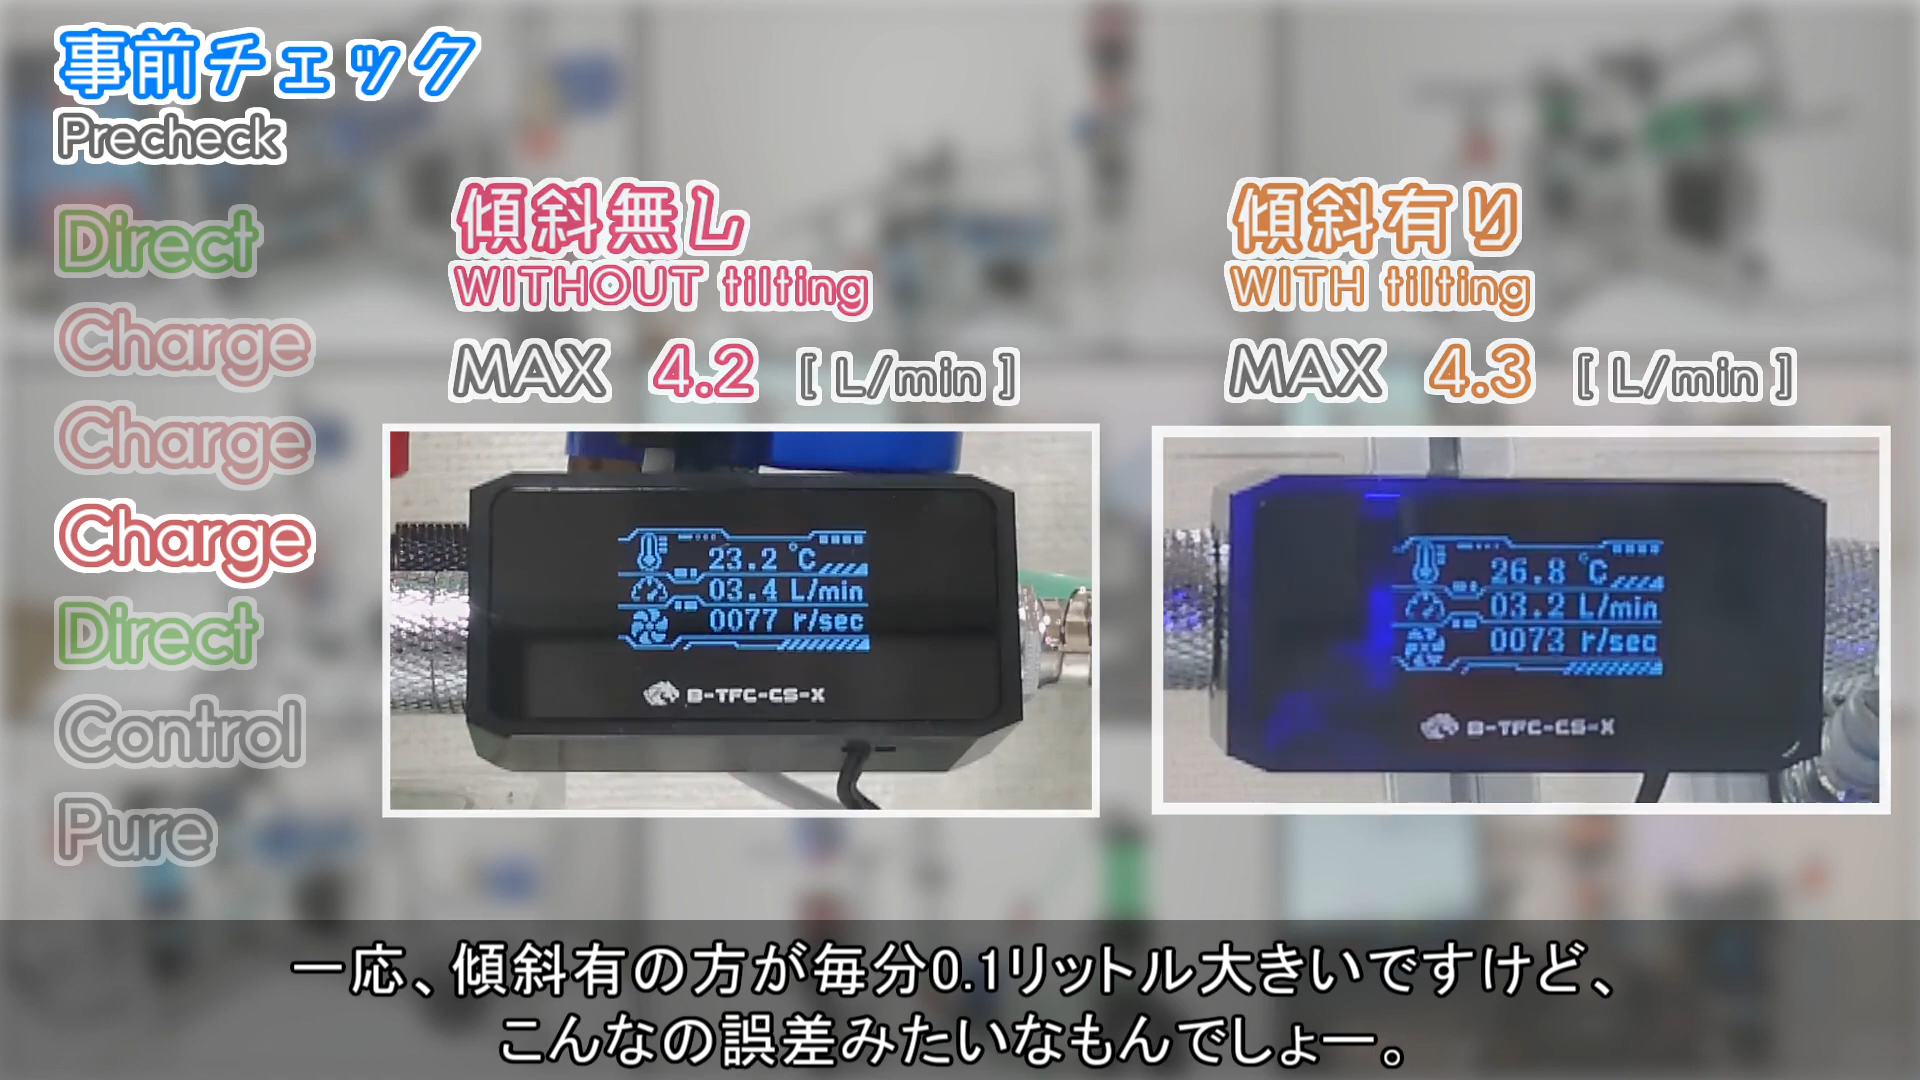 事前チェック
Precheck
Direct
Charge
Charge
Charge
Direct
Control
Pure
傾斜無し
WITHOUT tilting
MAX 4.2 [ L/min ]
23.2 ℃
03.4 L/min
0077 r/sec
B-TFC-CS-X
傾斜有り
WITH tilting
MAX 4.3 [ L/min ]
26.8 ℃
03.2 L/min
0073 r/sec
B-TFC-CS-X
一応、傾斜有の方が毎分0.1リットル大きいですけど、
こんなの誤差みたいなもんでしょー。